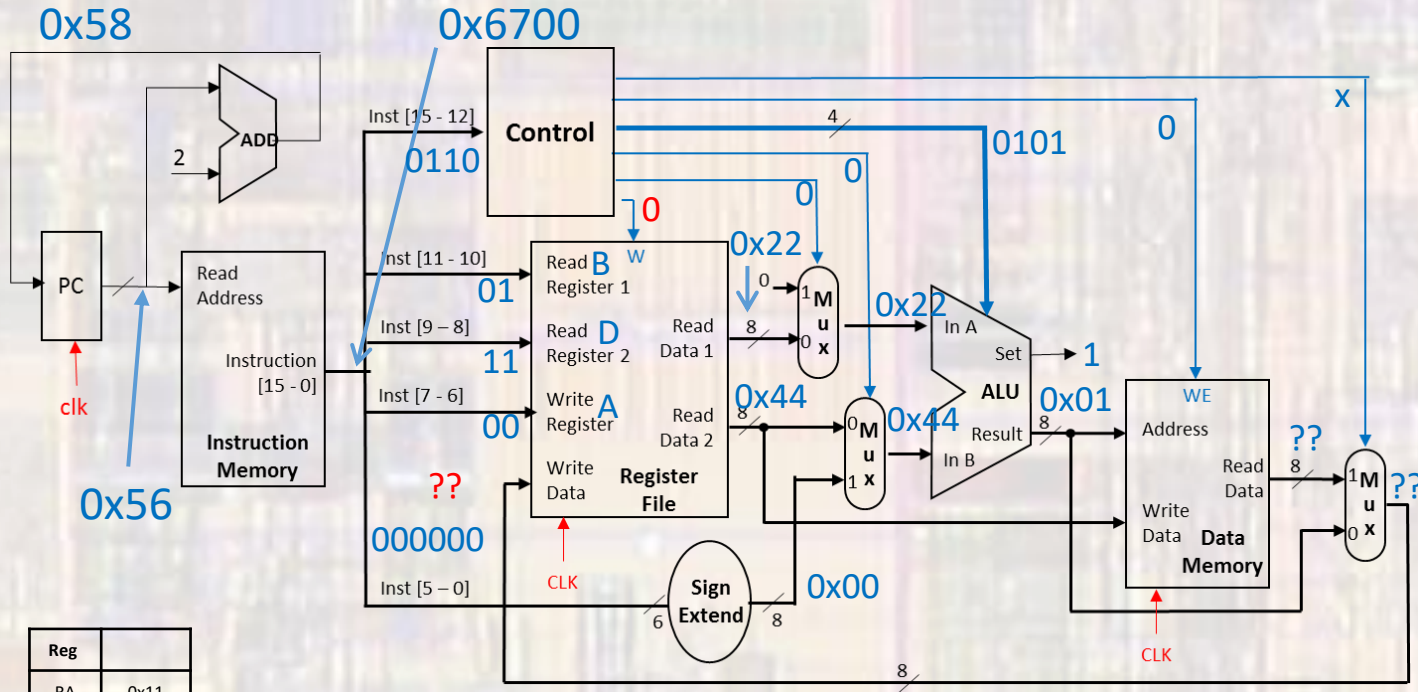 0x58
0x6700
ADD
2
PC
clk
0x56
Read
Address
Instruction
[15 - 0]
Instruction
Memory
Inst [15 - 12]
0110
Control
4
0101
x
0
0
0
0
Inst [11 - 10]
01
Inst [9 – 8]
11
Inst [7 - 6]
00
??
000000
Inst [5 – 0]
W
Read B
Register 1
Read D
Register 2
Write A
Register
Write
Data
Read
Data 1
Read
Data 2
Register
File
CLK
0x22
8
0
1
M
u
x
0
0x22
0x44
8
0
M
u
x
1
0x44
6
Sign
Extend
8
0x00
In A
Set
1
ALU
Result
In B
0x01
8
WE
Address
Read
Data
Write
Data
Data
Memory
CLK
??
8
1
M
u
x
0
??
8
Reg
RA 0x11